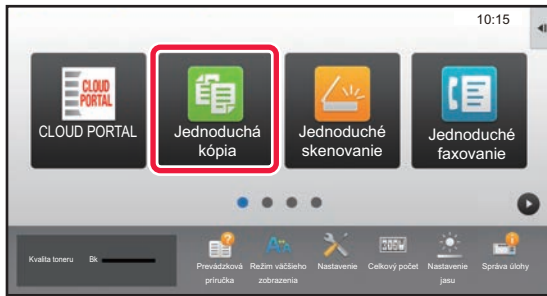 10:15
CLOUD
PORTAL
CLOUD PORTAL
Jednoduchá
kópia
Jednoduché
skenovanie
Jednoduché
faxovanie
Kvalita toneru Bk
Prevádzková
príručka
Režim väčšieho
zobrazenia
Nastavenie
Celkový počet
Nastavenie
jasu
Správa úlohy